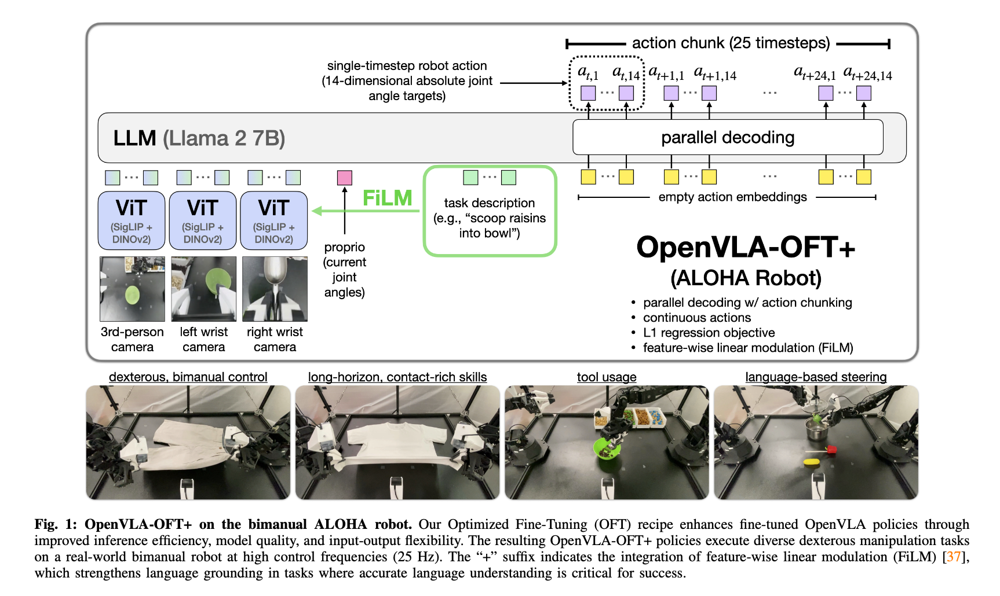 action chunk (25 timesteps)
single-timestep robot action
(14-dimensional absolute joint
angle targets)
a_{t,1} a_{t,14} a_{t+1,1} a_{t+1,14} a_{t+24,1} a_{t+24,14}
... ... ... ...
LLM (Llama 2 7B)
parallel decoding
... ... ... ... ... ... ... ...
empty action embeddings
ViT
(SigLIP +
DINOv2)
ViT
(SigLIP +
DINOv2)
ViT
(SigLIP +
DINOv2)
FiLM
task description
(e.g., “scoop raisins
into bowl”)
proprio
(current
joint
angles)
3rd-person
camera
left wrist
camera
right wrist
camera
OpenVLA-OFT+
(ALOHA Robot)
• parallel decoding w/ action chunking
• continuous actions
• L1 regression objective
• feature-wise linear modulation (FiLM)
dexterous, bimanual control
long-horizon, contact-rich skills
tool usage
language-based steering
Fig. 1: OpenVLA-OFT+ on the bimanual ALOHA robot. Our Optimized Fine-Tuning (OFT) recipe enhances fine-tuned OpenVLA policies through
improved inference efficiency, model quality, and input-output flexibility. The resulting OpenVLA-OFT+ policies execute diverse dexterous manipulation tasks
on a real-world bimanual robot at high control frequencies (25 Hz). The “+” suffix indicates the integration of feature-wise linear modulation (FiLM) [37],
which strengthens language grounding in tasks where accurate language understanding is critical for success.